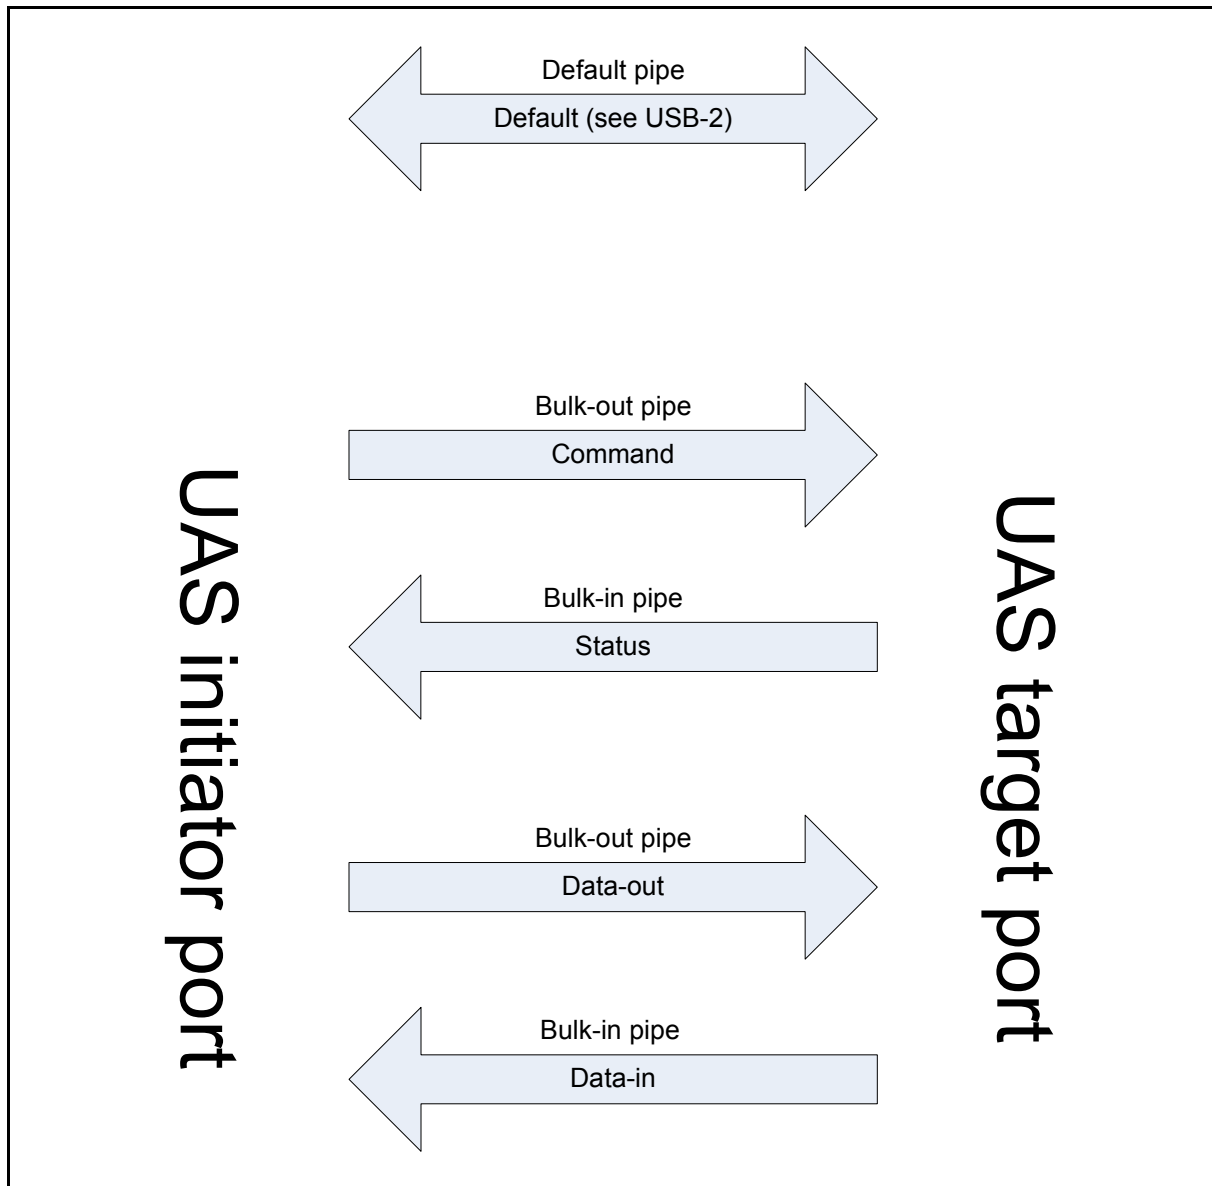 Default pipe
Default (see USB-2)
Bulk-out pipe
Command
Bulk-in pipe
Status
Bulk-out pipe
Data-out
Bulk-in pipe
Data-in
UAS initiator port
UAS target port